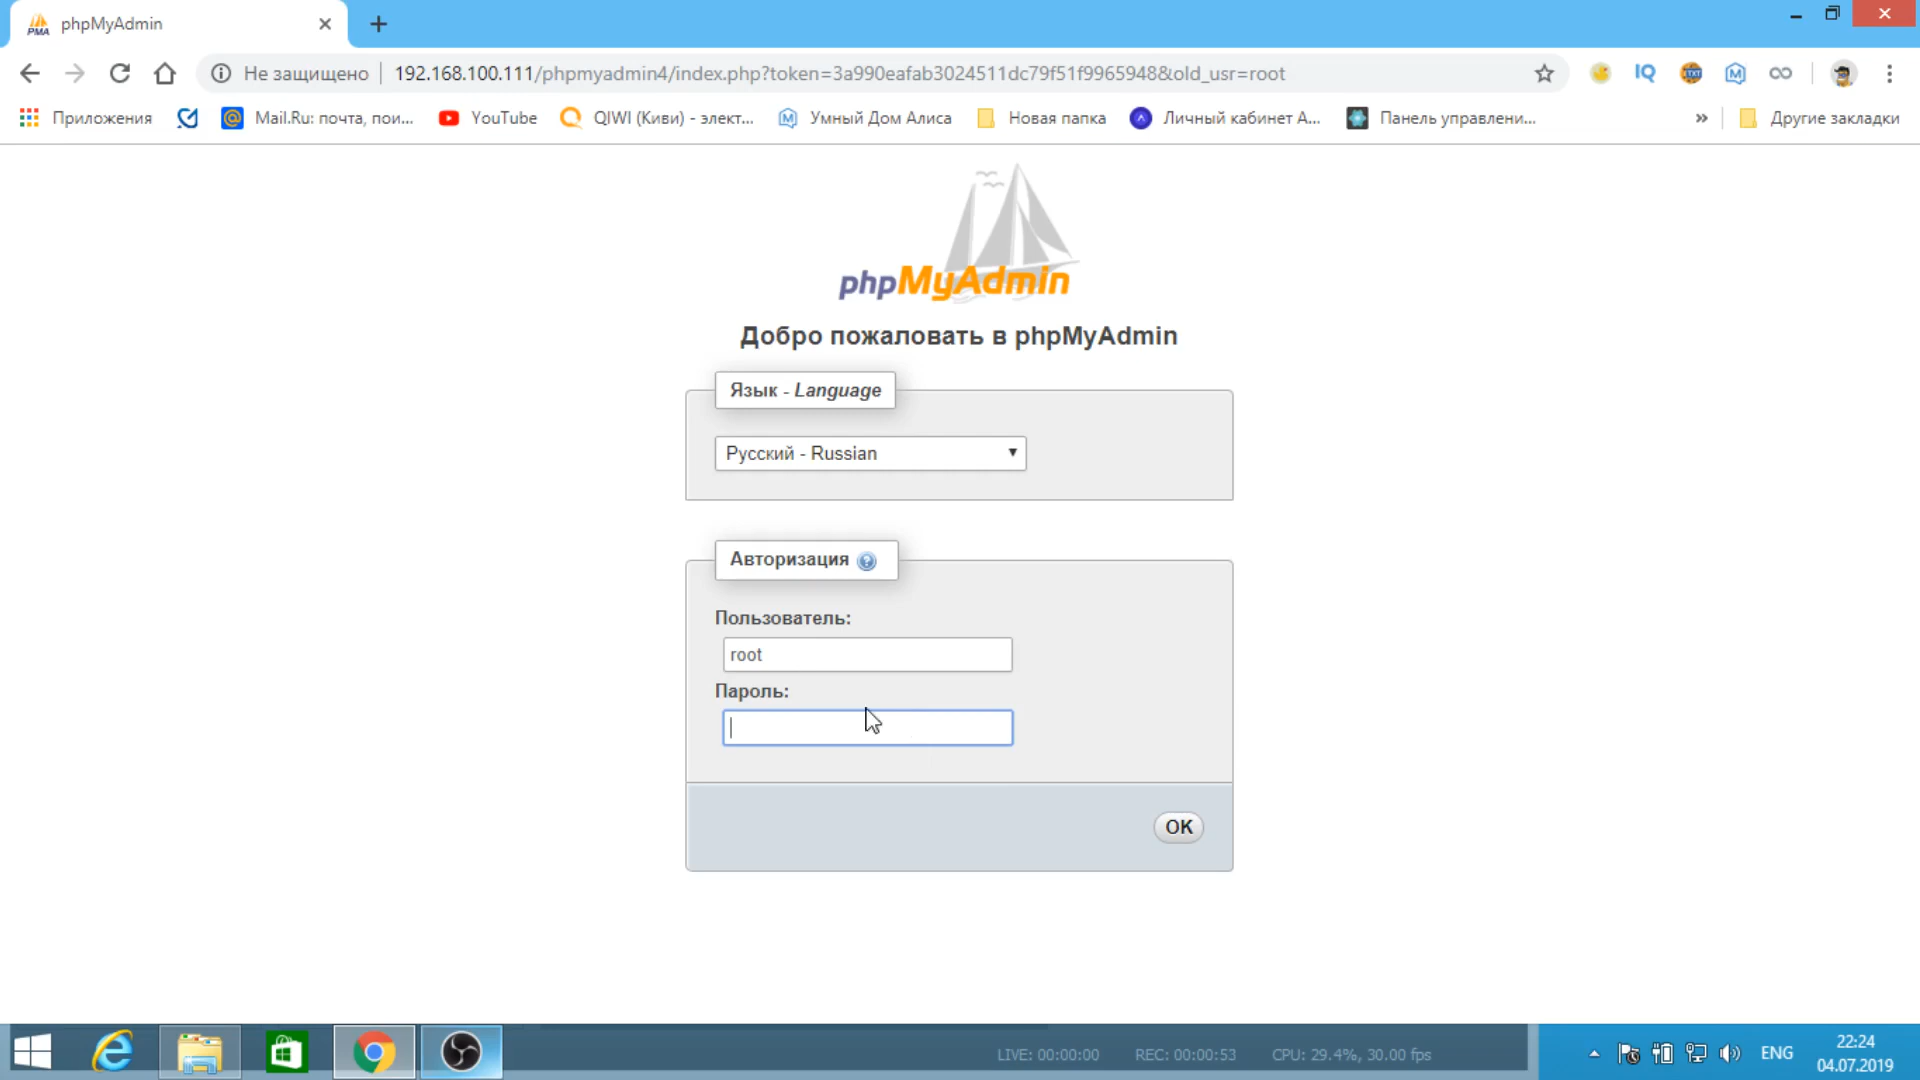 phpMyAdmin
Не защищено
192.168.100.111/phpmyadmin4/index.php?token=3a990eafab3024511dc79f51f9965948&old_usr=root
IQ
Приложения
Mail.Ru: почта, пои...
YouTube
QIWI (Киви) - элект...
Умный Дом Алиса
Новая папка
Личный кабинет А...
Панель управлени...
»
Другие закладки
phpMyAdmin
Добро пожаловать в phpMyAdmin
Язык - Language
Русский - Russian
Авторизация
Пользователь:
root
Пароль:
OK
LIVE: 00:00:00
REC: 00:00:53
CPU: 29.4%, 30.00 fps
ENG
22:24
04.07.2019